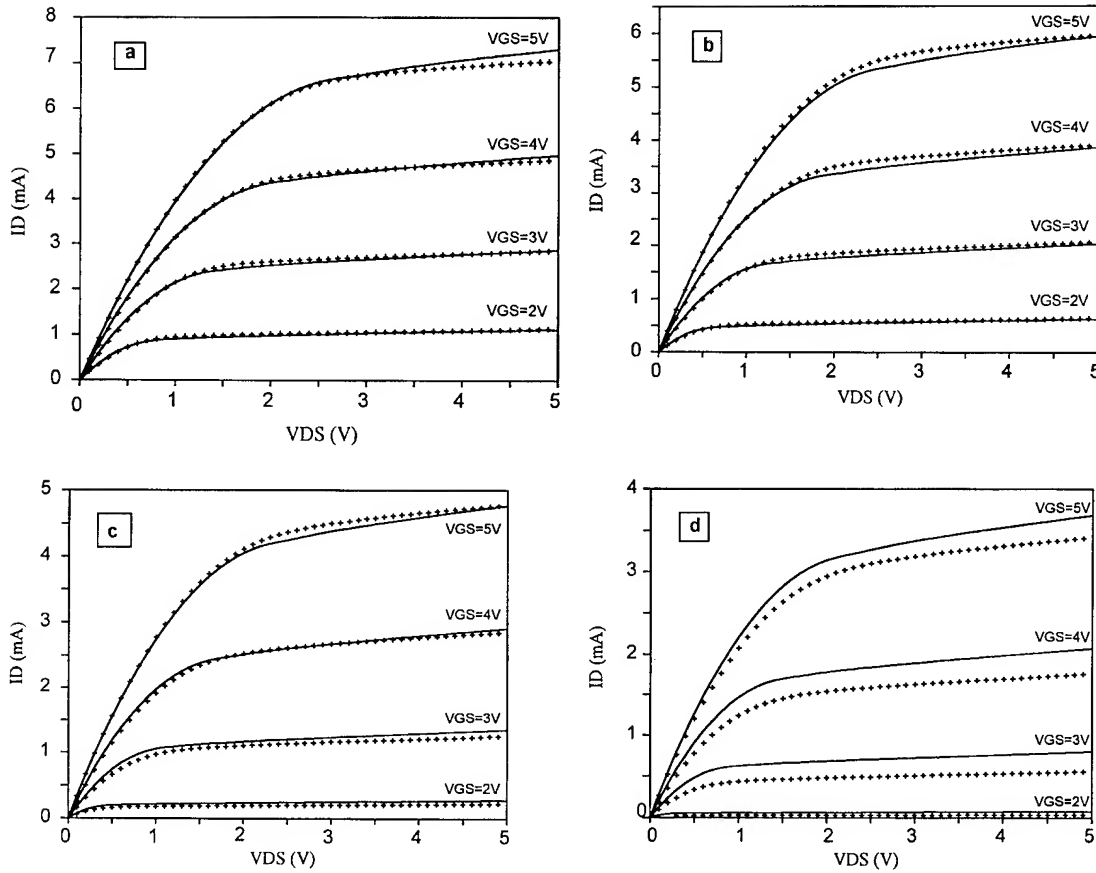 a
8
7
6
5
4
3
2
1
0
ID (mA)
VGS=5V
VGS=4V
VGS=3V
VGS=2V
0 1 2 3 4 5
VDS (V)
b
6
5
4
3
2
1
0
ID (mA)
VGS=5V
VGS=4V
VGS=3V
VGS=2V
0 1 2 3 4 5
VDS (V)
c
5
4
3
2
1
0
ID (mA)
VGS=5V
VGS=4V
VGS=3V
VGS=2V
0 1 2 3 4 5
VDS (V)
d
4
3
2
1
0
ID (mA)
VGS=5V
VGS=4V
VGS=3V
VGS=2V
0 1 2 3 4 5
VDS (V)